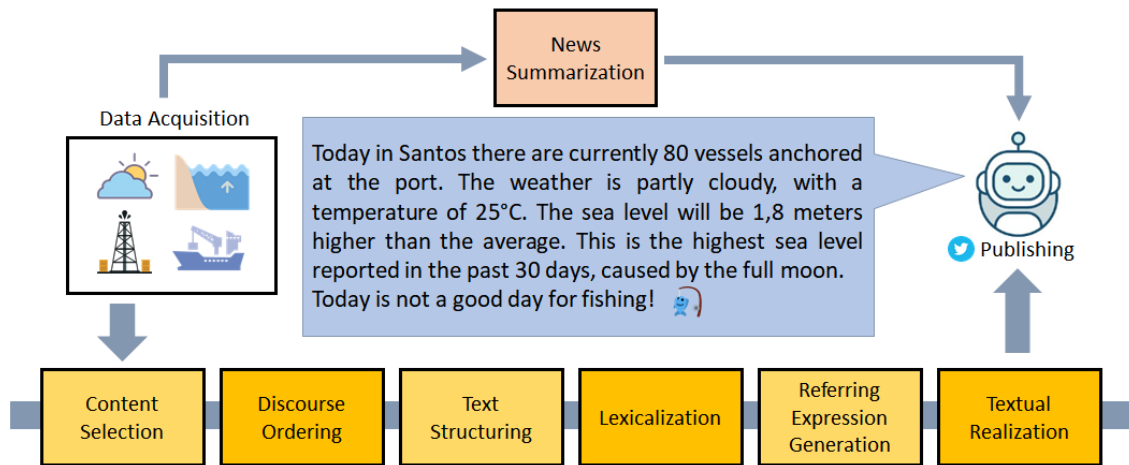 News
Summarization
Data Acquisition
Today in Santos there are currently 80 vessels anchored
at the port. The weather is partly cloudy, with a
temperature of 25°C. The sea level will be 1,8 meters
higher than the average. This is the highest sea level
reported in the past 30 days, caused by the full moon.
Today is not a good day for fishing!
Publishing
Content
Selection
Discourse
Ordering
Text
Structuring
Lexicalization
Referring
Expression
Generation
Textual
Realization